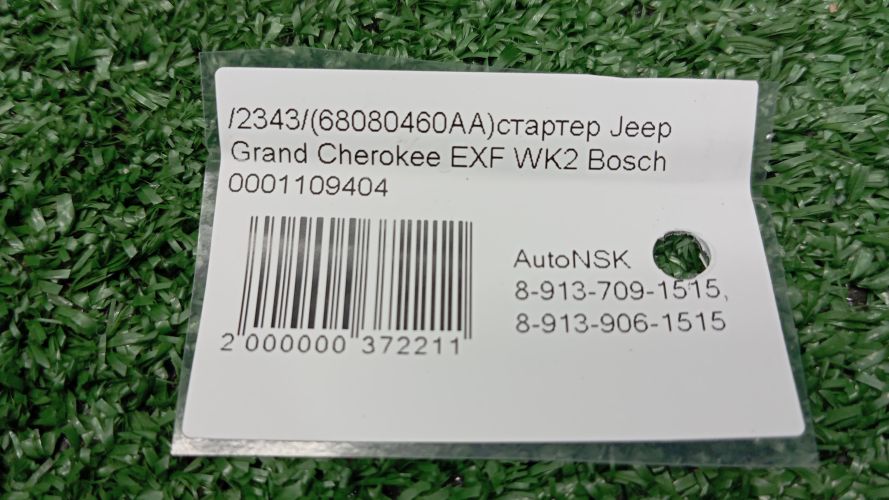 /2343/(68080460AA)стартер Jeep
Grand Cherokee EXF WK2 Bosch
0001109404
AutoNSK
8-913-709-1515,
8-913-906-1515
2 000000 372211